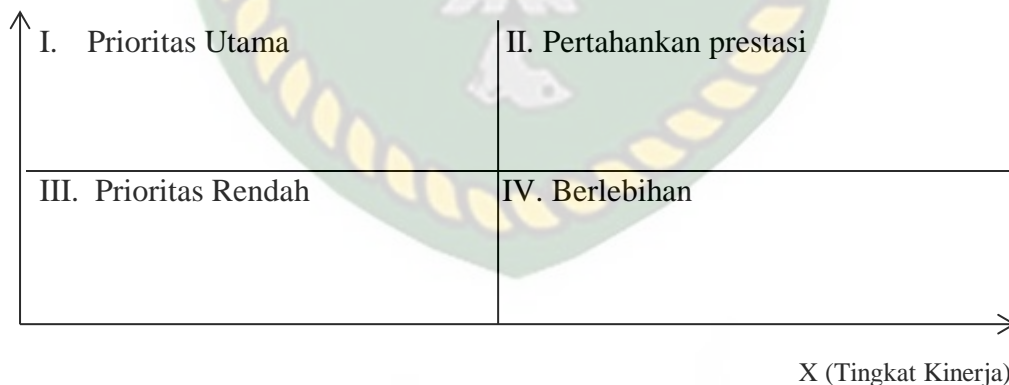 I. Prioritas Utama
II. Pertahankan prestasi
III. Prioritas Rendah
IV. Berlebihan
X (Tingkat Kinerja)